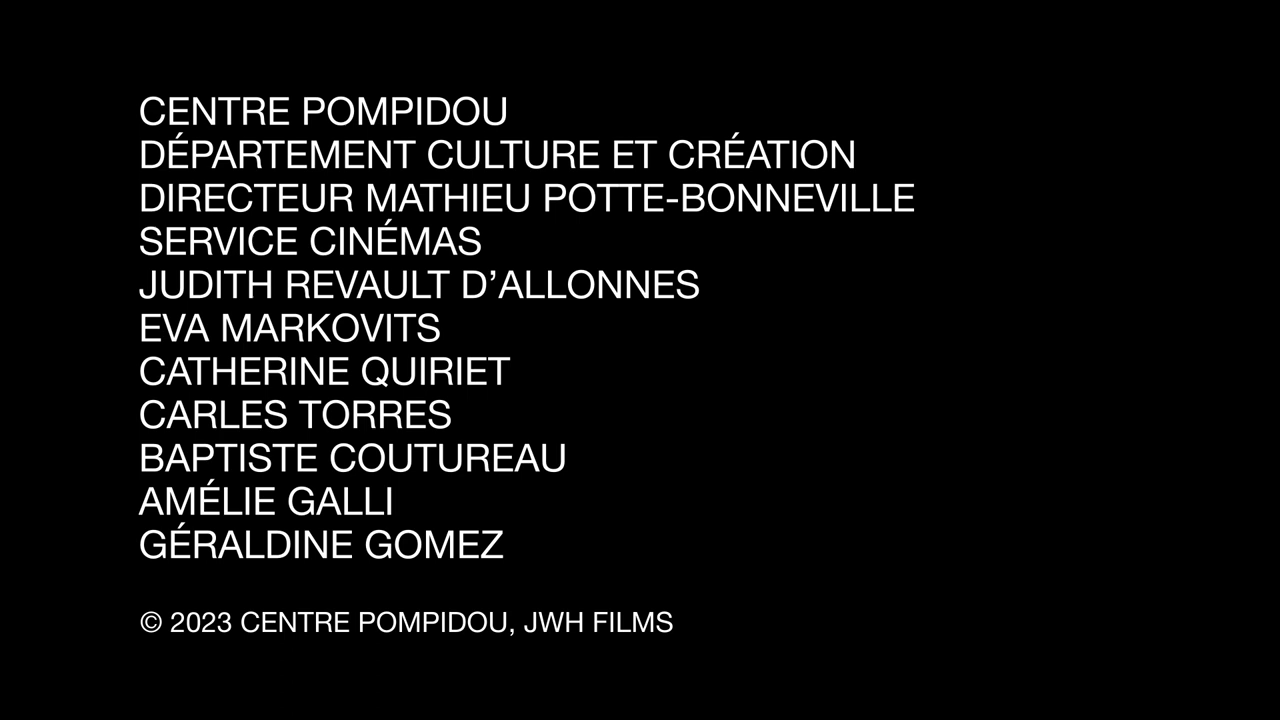 CENTRE POMPIDOU
DÉPARTEMENT CULTURE ET CRÉATION
DIRECTEUR MATHIEU POTTE-BONNEVILLE
SERVICE CINÉMAS
JUDITH REVAULT D’ALLONNES
EVA MARKOVITS
CATHERINE QUIRIET
CARLES TORRES
BAPTISTE COUTUREAU
AMÉLIE GALLI
GÉRALDINE GOMEZ
© 2023 CENTRE POMPIDOU, JWH FILMS